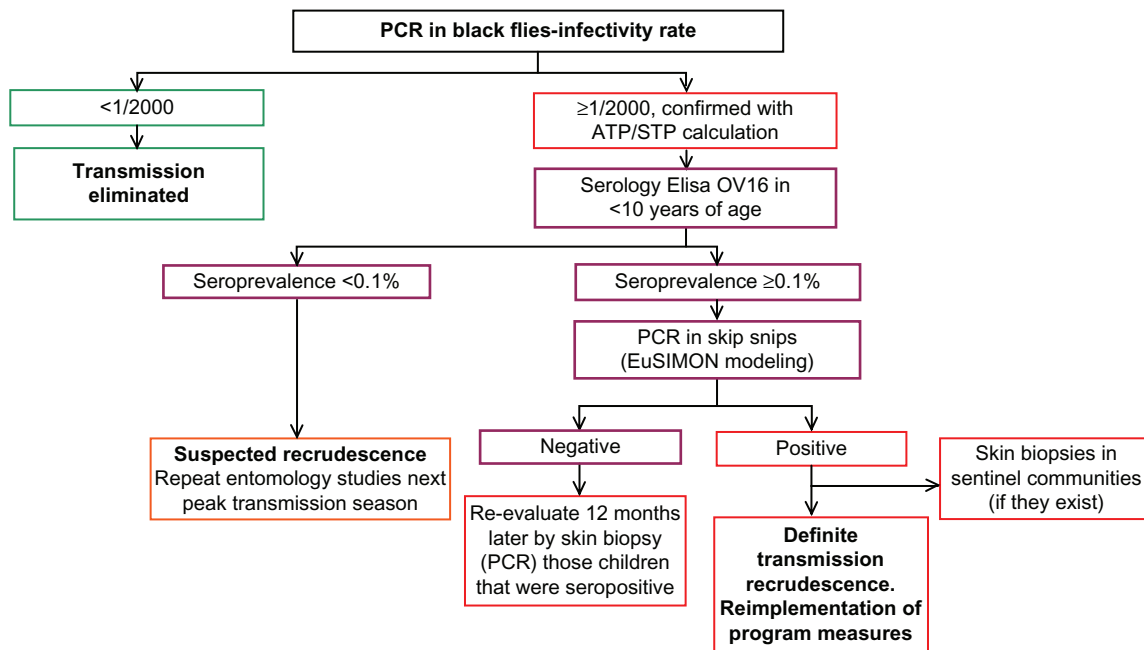 PCR in black flies-infectivity rate
<1/2000
≥1/2000, confirmed with
ATP/STP calculation
Transmission
eliminated
Serology Elisa OV16 in
<10 years of age
Seroprevalence <0.1%
Seroprevalence ≥0.1%
PCR in skip snips
(EuSIMON modeling)
Suspected recrudescence
Repeat entomology studies next
peak transmission season
Negative
Positive
Skin biopsies in
sentinel communities
(if they exist)
Re-evaluate 12 months
later by skin biopsy
(PCR) those children
that were seropositive
Definite
transmission
recrudescence.
Reimplementation of
program measures